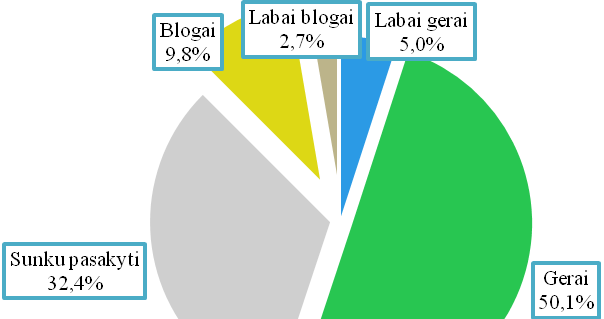 Blogai
9,8%
Labai blogai
2,7%
Labai gerai
5,0%
Sunku pasakyti
32,4%
Gerai
50,1%